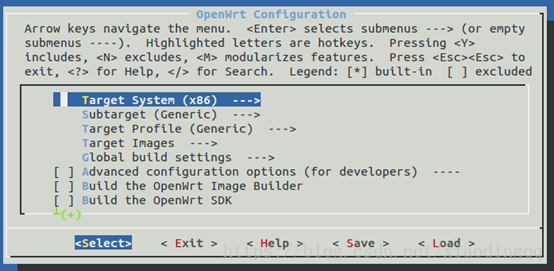 OpenWrt Configuration
Arrow keys navigate the menu. <Enter> selects submenus ---> (or empty
submenus ----). Highlighted letters are hotkeys. Pressing <Y>
includes, <N> excludes, <M> modularizes features. Press <Esc><Esc> to
exit, <?> for Help, </> for Search. Legend: [*] built-in [ ] excluded
Target System (x86) --->
Subtarget (Generic) --->
Target Profile (Generic) --->
Target Images --->
Global build settings --->
[ ] Advanced configuration options (for developers) ----
[ ] Build the OpenWrt Image Builder
[ ] Build the OpenWrt SDK
(+)
<Select> < Exit > < Help > < Save > < Load >